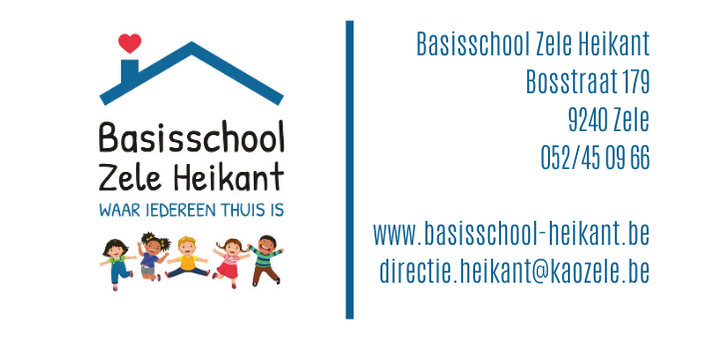 Basisschool
Zele Heikant
WAAR IEDEREEN THUIS IS
Basisschool Zele Heikant
Bosstraat 179
9240 Zele
052/45 09 66
www.basisschool-heikant.be
directie.heikant@kaozele.be